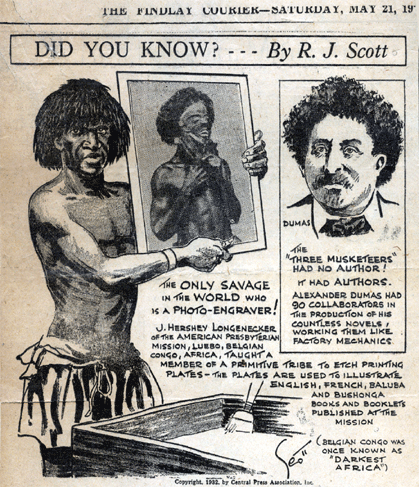 THE FINDLAY COURIER—SATURDAY, MAY 21, 19
DID YOU KNOW? --- By R. J. Scott
DUMAS
THE ONLY SAVAGE
IN THE WORLD WHO
IS A PHOTO-ENGRAVER!
J. HERSHEY LONGENECKER
OF THE AMERICAN PRESBYTERIAN
MISSION, LUEBO, BELGIAN
CONGO, AFRICA, TAUGHT A
MEMBER OF A PRIMITIVE TRIBE TO ETCH PRINTING
PLATES - THE PLATES ARE USED TO ILLUSTRATE
ENGLISH, FRENCH, BALUBA
AND BUSHONGA
BOOKS AND BOOKLETS
PUBLISHED AT THE
MISSION
THE
"THREE MUSKETEERS"
HAD NO AUTHOR!
IT HAD AUTHORS.
ALEXANDER DUMAS HAD
90 COLLABORATORS IN
THE PRODUCTION OF HIS
COUNTLESS NOVELS,
WORKING THEM LIKE
FACTORY MECHANICS
(BELGIAN CONGO WAS
ONCE KNOWN AS
"DARKEST
AFRICA")
Copyright, 1932, by Central Press Association, Inc.